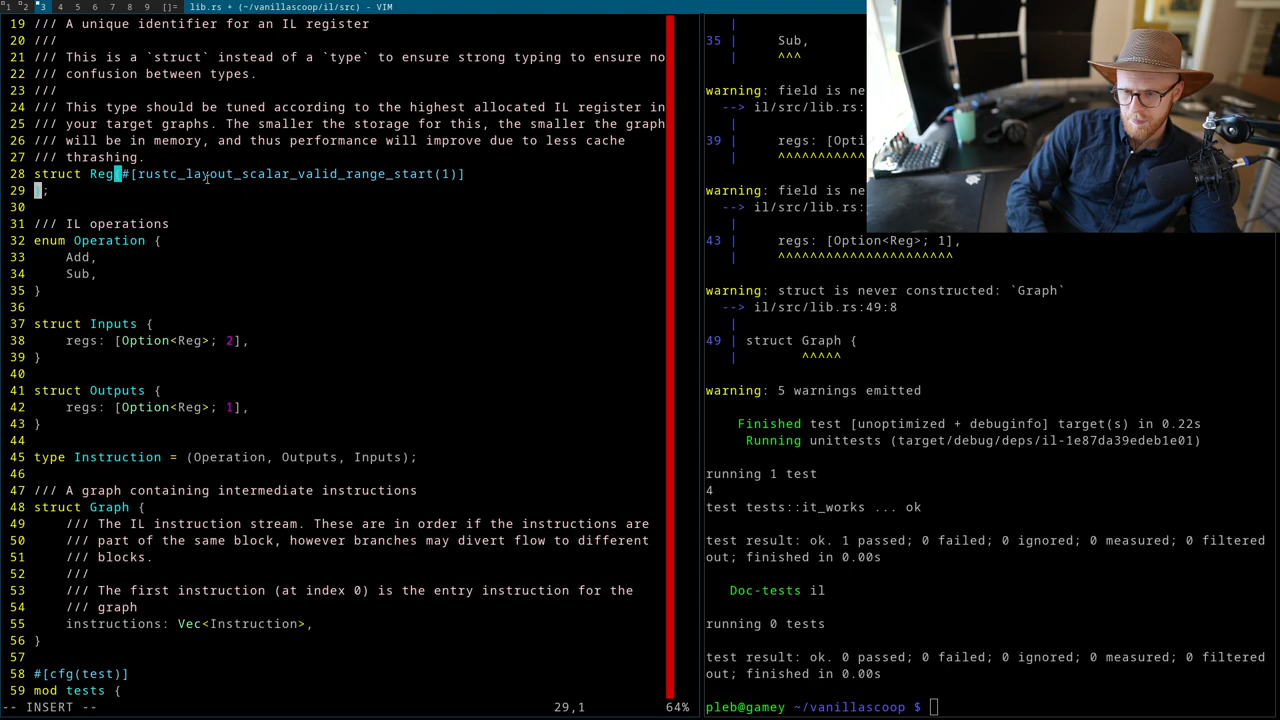 1 2 3 4 5 6 7 8 9 []= lib.rs + (~/vanillascoop/il/src) - VIM
19 /// A unique identifier for an IL register
20 ///
21 /// This is a `struct` instead of a `type` to ensure strong typing to ensure no
22 /// confusion between types.
23 ///
24 /// This type should be tuned according to the highest allocated IL register in
25 /// your target graphs. The smaller the storage for this, the smaller the graph
26 /// will be in memory, and thus performance will improve due to less cache
27 /// thrashing.
28 struct Reg(#[rustc_layout_scalar_valid_range_start(1)]
29 );
30
31 /// IL operations
32 enum Operation {
33     Add,
34     Sub,
35 }
36
37 struct Inputs {
38     regs: [Option<Reg>; 2],
39 }
40
41 struct Outputs {
42     regs: [Option<Reg>; 1],
43 }
44
45 type Instruction = (Operation, Outputs, Inputs);
46
47 /// A graph containing intermediate instructions
48 struct Graph {
49     /// The IL instruction stream. These are in order if the instructions are
50     /// part of the same block, however branches may divert flow to different
51     /// blocks.
52     ///
53     /// The first instruction (at index 0) is the entry instruction for the
54     /// graph
55     instructions: Vec<Instruction>,
56 }
57
58 #[cfg(test)]
59 mod tests {
-- INSERT -- 29,1 64%
|
35 |     Sub,
|     ^^^
warning: field is ne
--> il/src/lib.rs:
|
39 |     regs: [Opti
|     ^^^^^^^^^^^
warning: field is ne
--> il/src/lib.rs:
|
43 |     regs: [Option<Reg>; 1],
|     ^^^^^^^^^^^^^^^^^^^^^^
warning: struct is never constructed: `Graph`
--> il/src/lib.rs:49:8
|
49 | struct Graph {
|        ^^^^^
warning: 5 warnings emitted
Finished test [unoptimized + debuginfo] target(s) in 0.22s
Running unittests (target/debug/deps/il-1e87da39edeb1e01)
running 1 test
4
test tests::it_works ... ok
test result: ok. 1 passed; 0 failed; 0 ignored; 0 measured; 0 filtered
out; finished in 0.00s
Doc-tests il
running 0 tests
test result: ok. 0 passed; 0 failed; 0 ignored; 0 measured; 0 filtered
out; finished in 0.00s
pleb@gamey ~/vanillascoop $